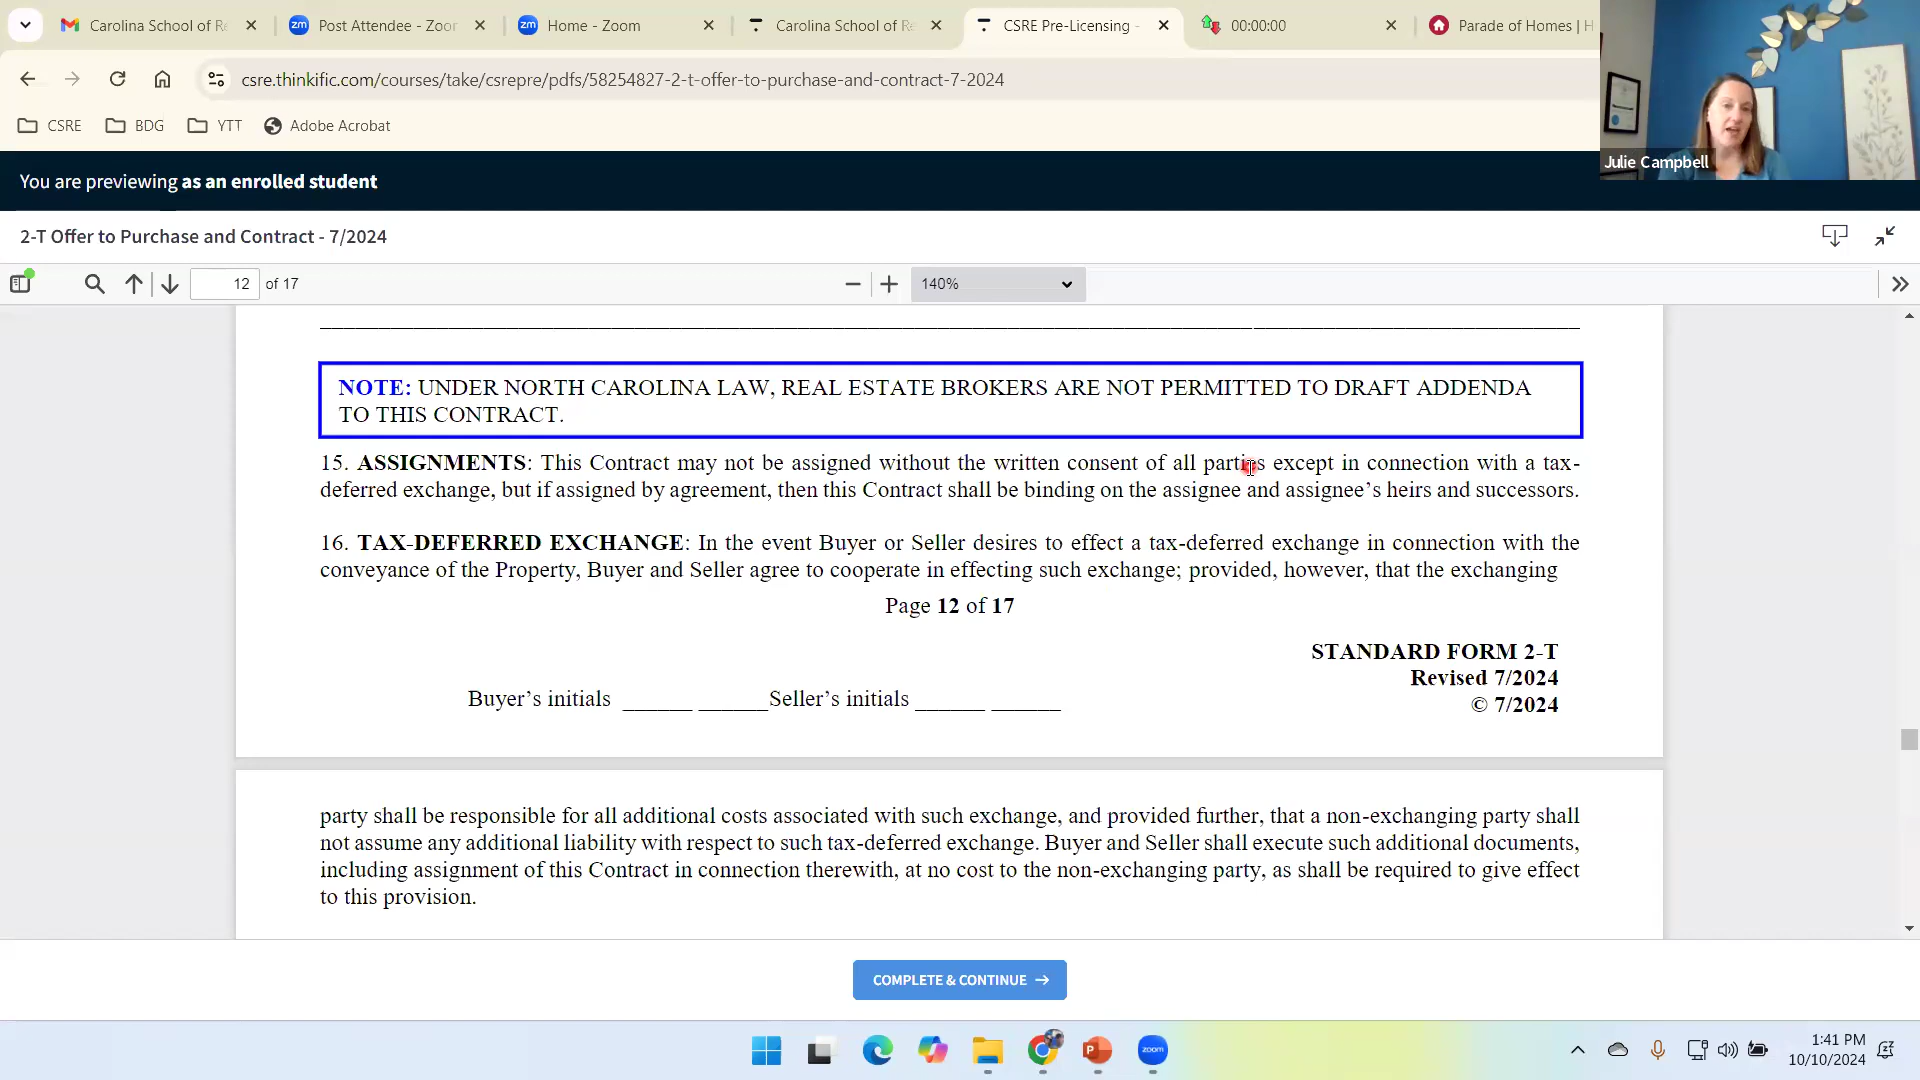 Carolina School of Re
Post Attendee - Zoom
Home - Zoom
Carolina School of Re
CSRE Pre-Licensing -
00:00:00
Parade of Homes | H
csre.thinkific.com/courses/take/csrepre/pdfs/58254827-2-t-offer-to-purchase-and-contract-7-2024
CSRE
BDG
YTT
Adobe Acrobat
Julie Campbell
You are previewing as an enrolled student
2-T Offer to Purchase and Contract - 7/2024
12 of 17
140%
NOTE: UNDER NORTH CAROLINA LAW, REAL ESTATE BROKERS ARE NOT PERMITTED TO DRAFT ADDENDA
TO THIS CONTRACT.
15. ASSIGNMENTS: This Contract may not be assigned without the written consent of all parties except in connection with a tax-
deferred exchange, but if assigned by agreement, then this Contract shall be binding on the assignee and assignee's heirs and successors.
16. TAX-DEFERRED EXCHANGE: In the event Buyer or Seller desires to effect a tax-deferred exchange in connection with the
conveyance of the Property, Buyer and Seller agree to cooperate in effecting such exchange; provided, however, that the exchanging
Page 12 of 17
STANDARD FORM 2-T
Revised 7/2024
© 7/2024
Buyer's initials ______ ______Seller's initials ______ ______
party shall be responsible for all additional costs associated with such exchange, and provided further, that a non-exchanging party shall
not assume any additional liability with respect to such tax-deferred exchange. Buyer and Seller shall execute such additional documents,
including assignment of this Contract in connection therewith, at no cost to the non-exchanging party, as shall be required to give effect
to this provision.
COMPLETE & CONTINUE →
zoom
1:41 PM
10/10/2024